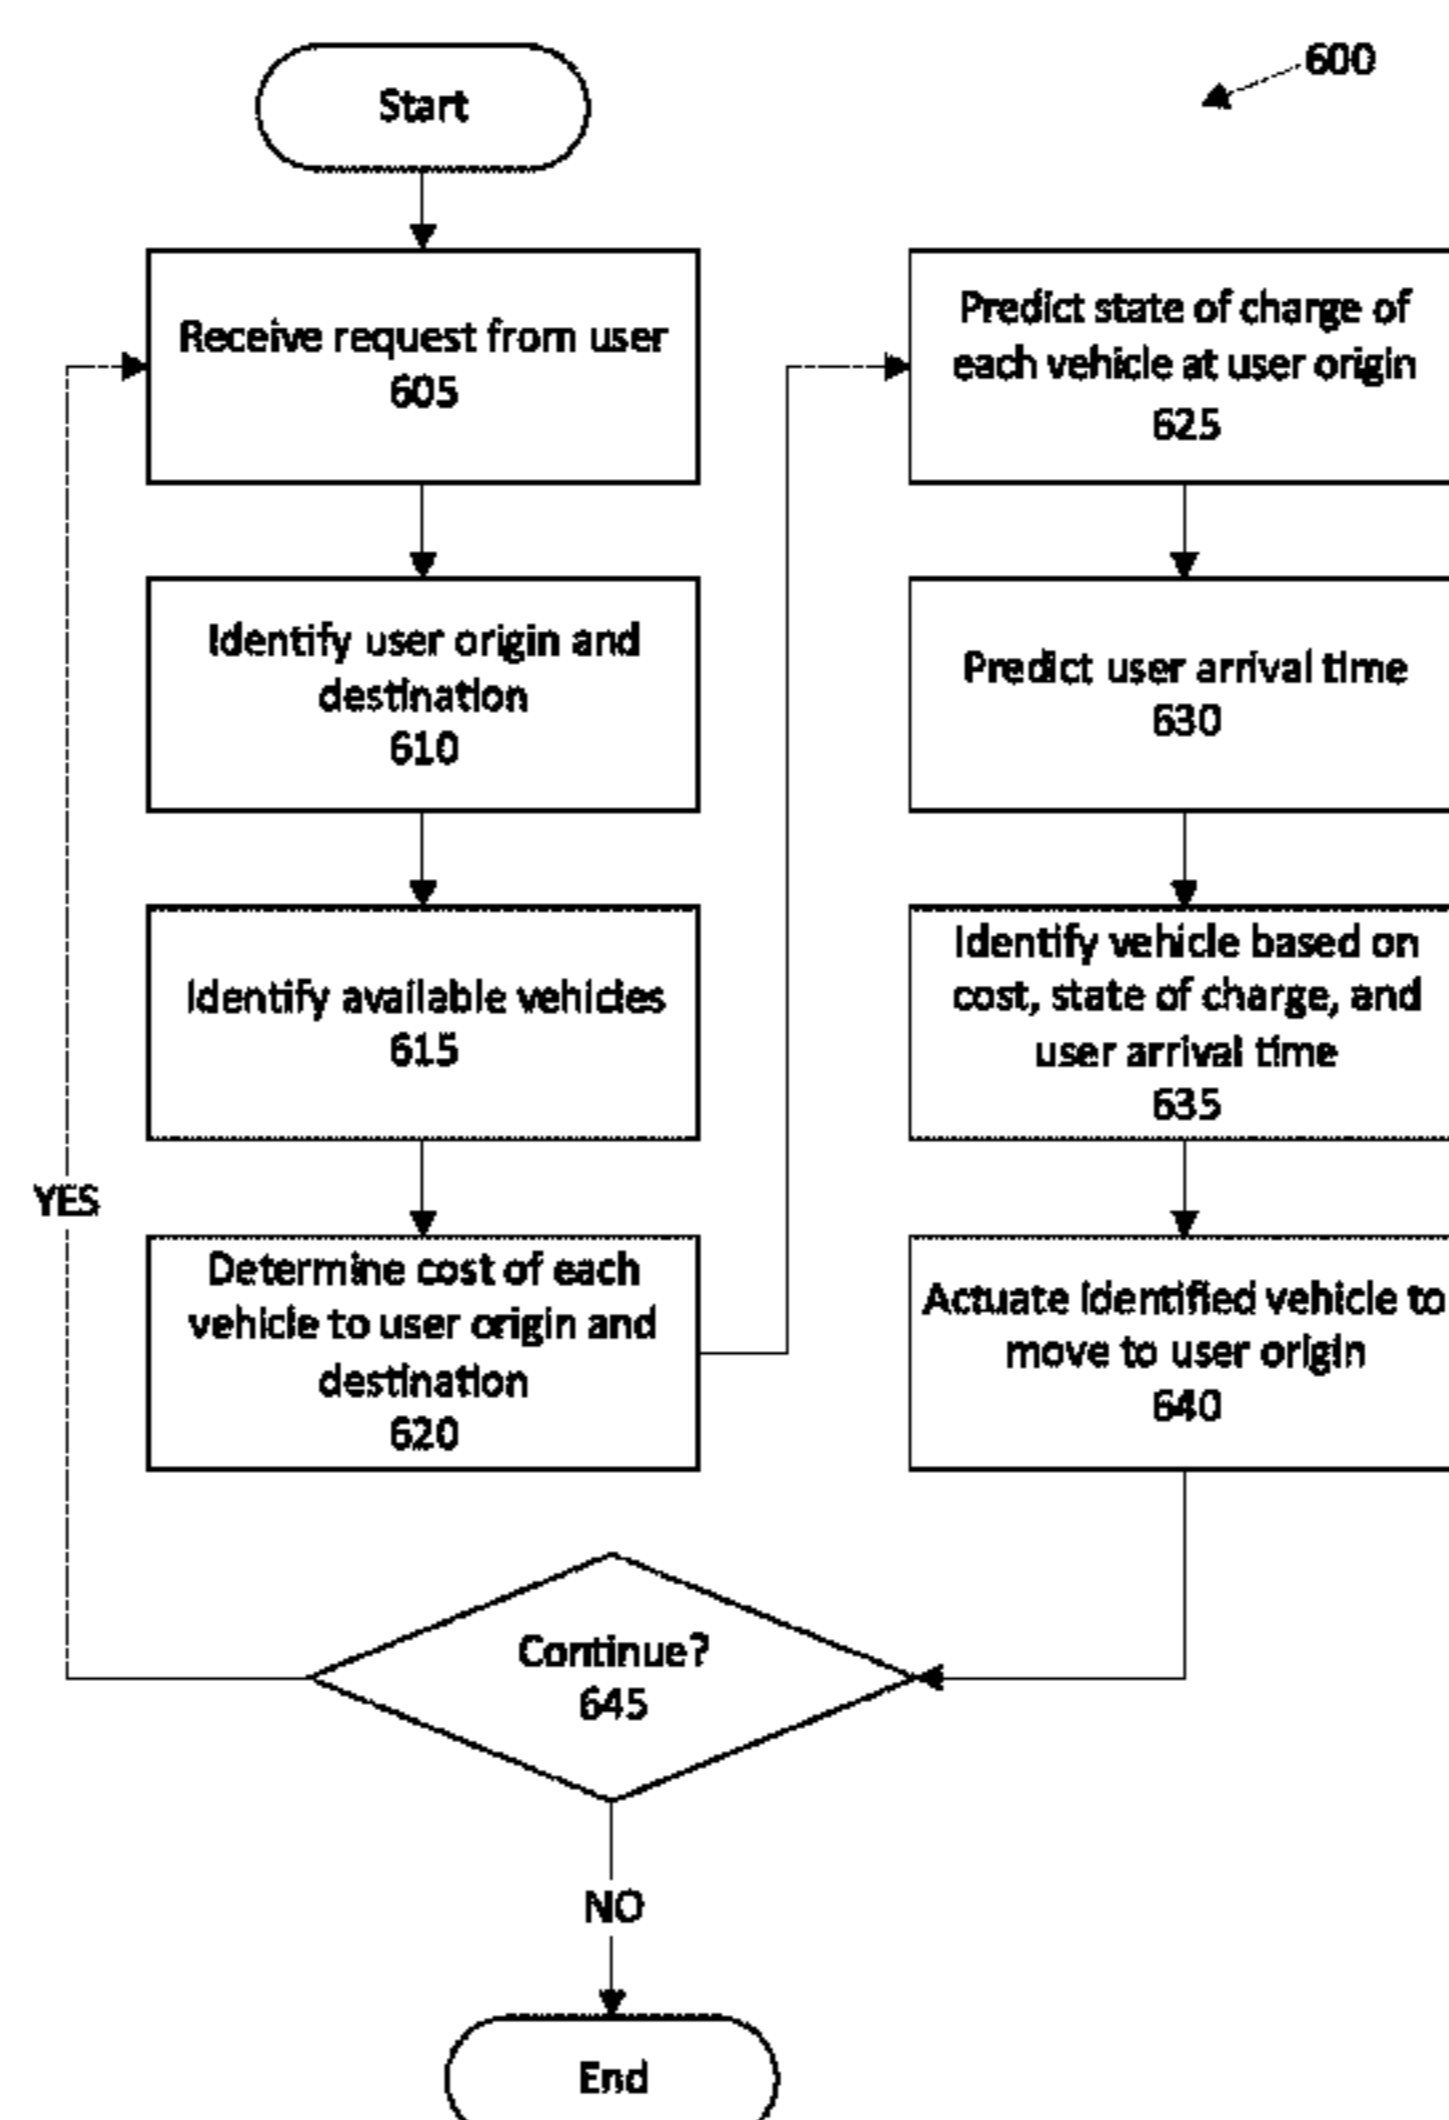 600
Start
Receive request from user
605
Identify user origin and
destination
610
Identify available vehicles
615
Determine cost of each
vehicle to user origin and
destination
620
Predict state of charge of
each vehicle at user origin
625
Predict user arrival time
630
Identify vehicle based on
cost, state of charge, and
user arrival time
635
Actuate identified vehicle to
move to user origin
640
YES
Continue?
645
NO
End